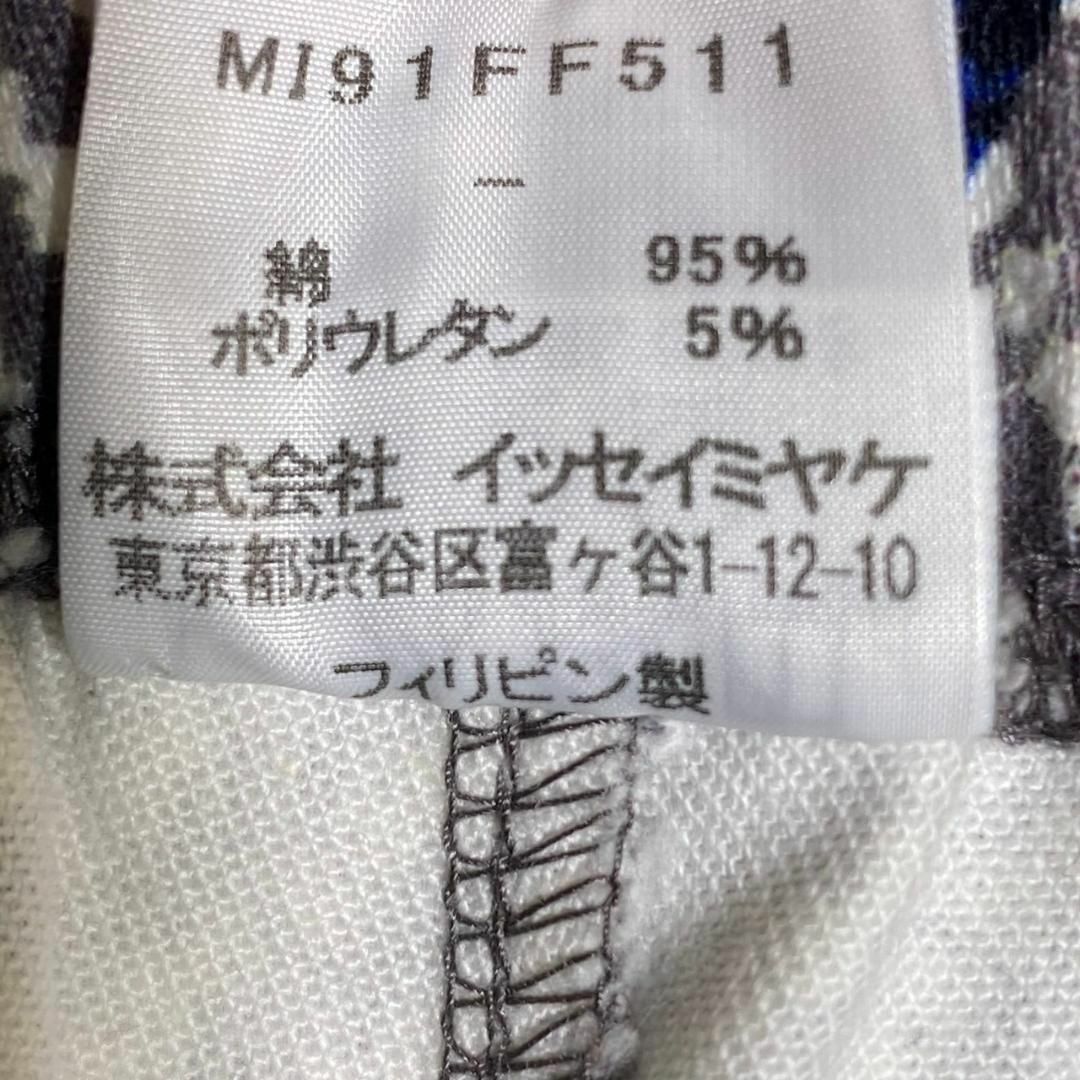 MI91FF511
—
綿 95%
ポリウレタン 5%
株式会社 イッセイミヤケ
東京都渋谷区富ヶ谷1-12-10
フィリピン製